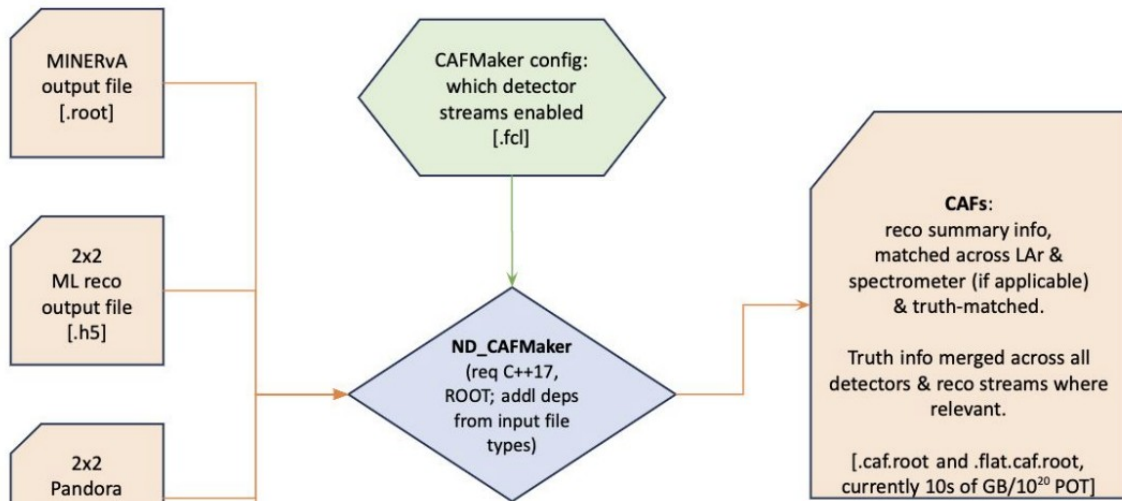 MINERvA
output file
[.root]
CAFMaker config:
which detector
streams enabled
[.fcl]
2x2
ML reco
output file
[.h5]
ND_CAFMaker
(req C++17,
ROOT; addl deps
from input file
types)
CAFs:
reco summary info,
matched across LAr &
spectrometer (if applicable)
& truth-matched.
Truth info merged across all
detectors & reco streams where
relevant.
[.caf.root and .flat.caf.root,
currently 10s of GB/10²⁰ POT]
2x2
Pandora